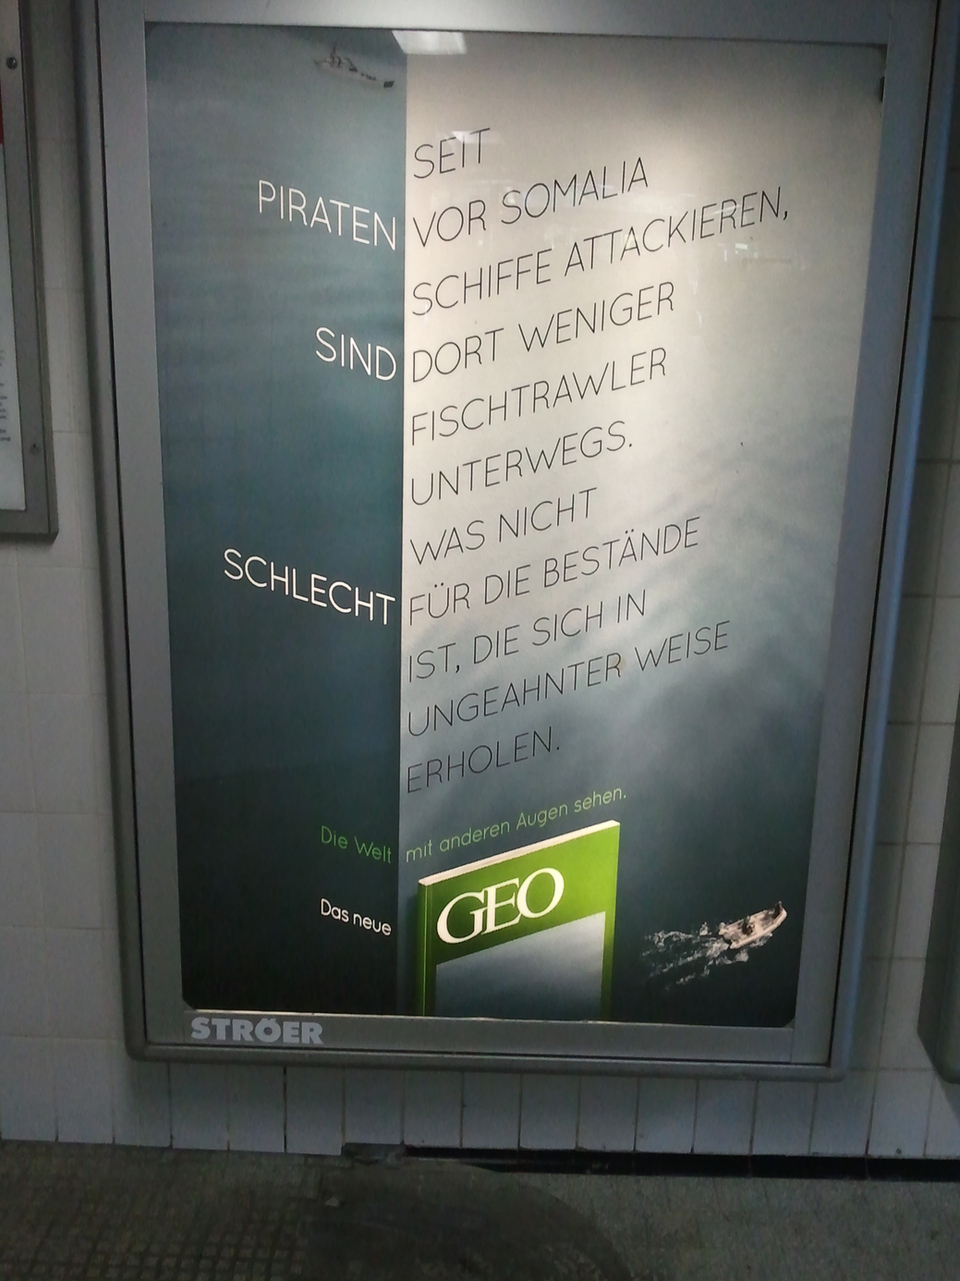 SEIT
PIRATEN VOR SOMALIA
SCHIFFE ATTACKIEREN,
SIND DORT WENIGER
FISCHTRAWLER
UNTERWEGS.
WAS NICHT
SCHLECHT FÜR DIE BESTÄNDE
IST, DIE SICH IN
UNGEAHNTER WEISE
ERHOLEN.
Die Welt mit anderen Augen sehen.
Das neue GEO
STRÖER